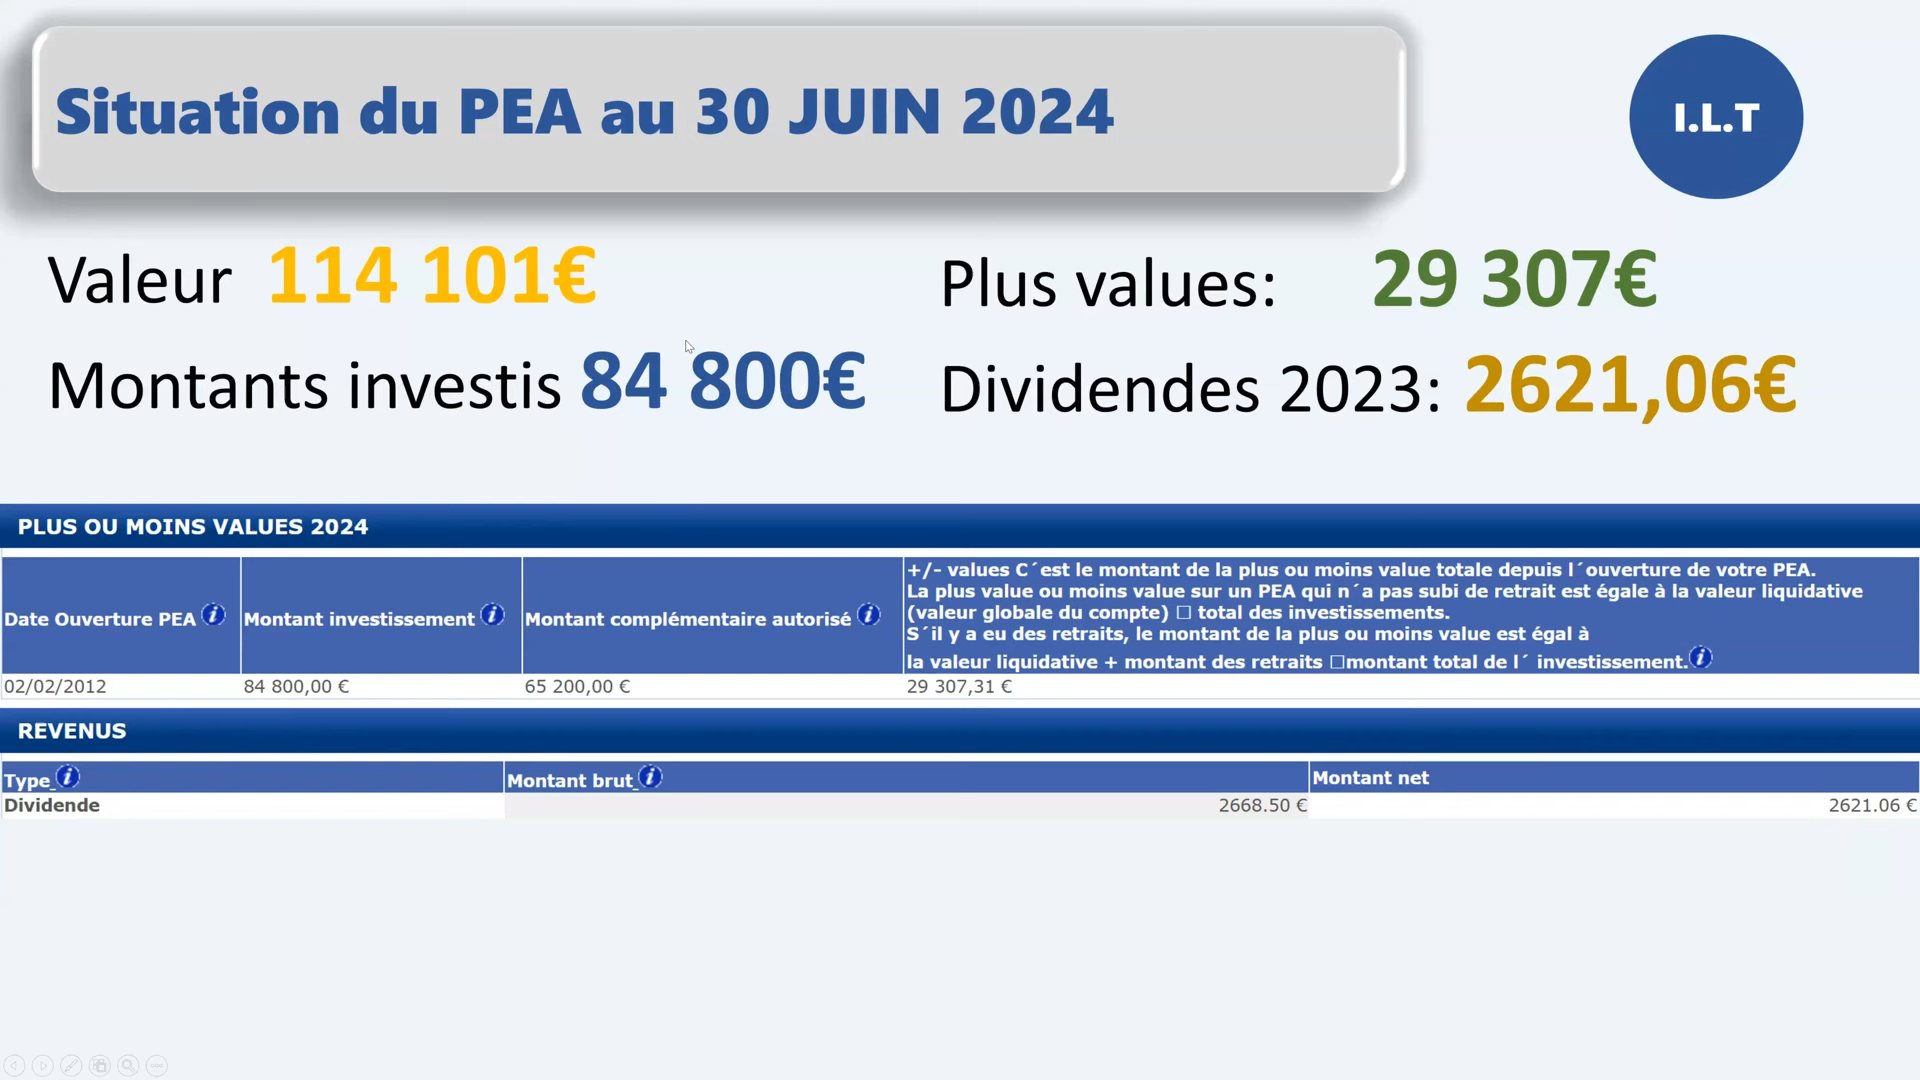 Situation du PEA au 30 JUIN 2024
I.L.T
Valeur 114 101€
Plus values: 29 307€
Montants investis 84 800€
Dividendes 2023: 2621,06€
PLUS OU MOINS VALUES 2024
Date Ouverture PEA
Montant investissement
Montant complémentaire autorisé
+/- values C´est le montant de la plus ou moins value totale depuis l´ouverture de votre PEA.
La plus value ou moins value sur un PEA qui n´a pas subi de retrait est égale à la valeur liquidative
(valeur globale du compte) □ total des investissements.
S´il y a eu des retraits, le montant de la plus ou moins value est égal à
la valeur liquidative + montant des retraits □montant total de l´ investissement.
02/02/2012
84 800,00 €
65 200,00 €
29 307,31 €
REVENUS
Type
Montant brut
Montant net
Dividende
2668.50 €
2621.06 €